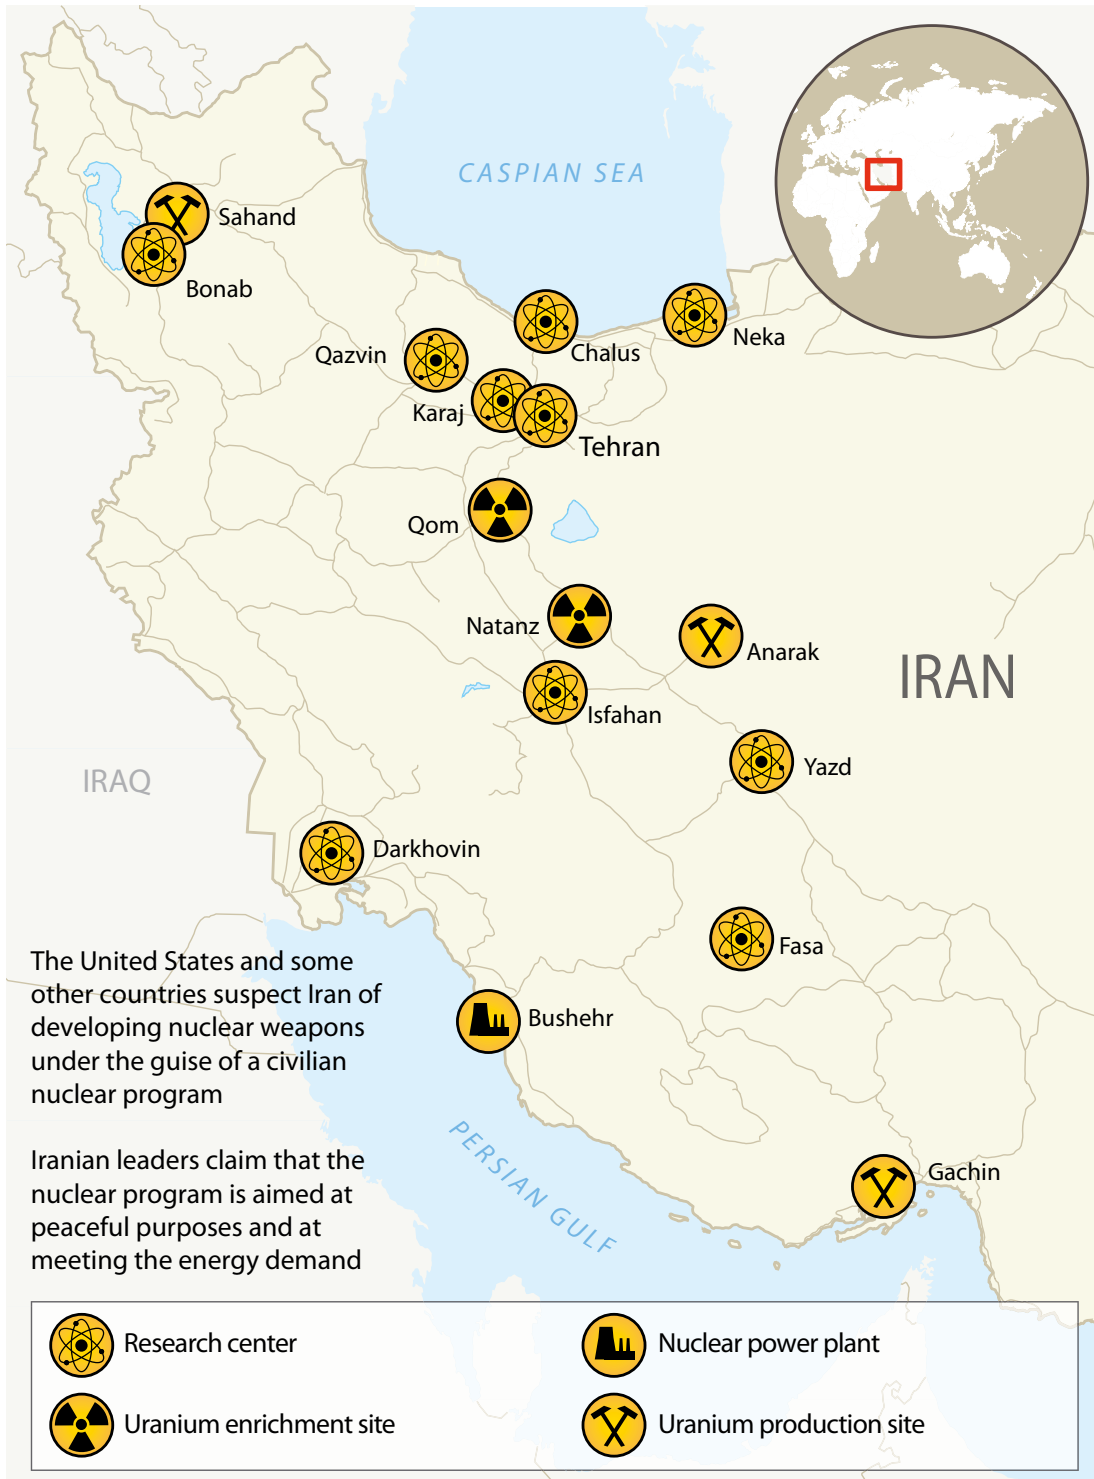 CASPIAN SEA
Sahand
Bonab
Neka
Chalus
Qazvin
Karaj
Tehran
Qom
Natanz
Anarak
IRAN
Isfahan
Yazd
IRAQ
Darkhovin
Fasa
The United States and some
other countries suspect Iran of
developing nuclear weapons
under the guise of a civilian
nuclear program
Bushehr
PERSIAN GULF
Iranian leaders claim that the
nuclear program is aimed at
peaceful purposes and at
meeting the energy demand
Gachin
Research center
Nuclear power plant
Uranium enrichment site
Uranium production site